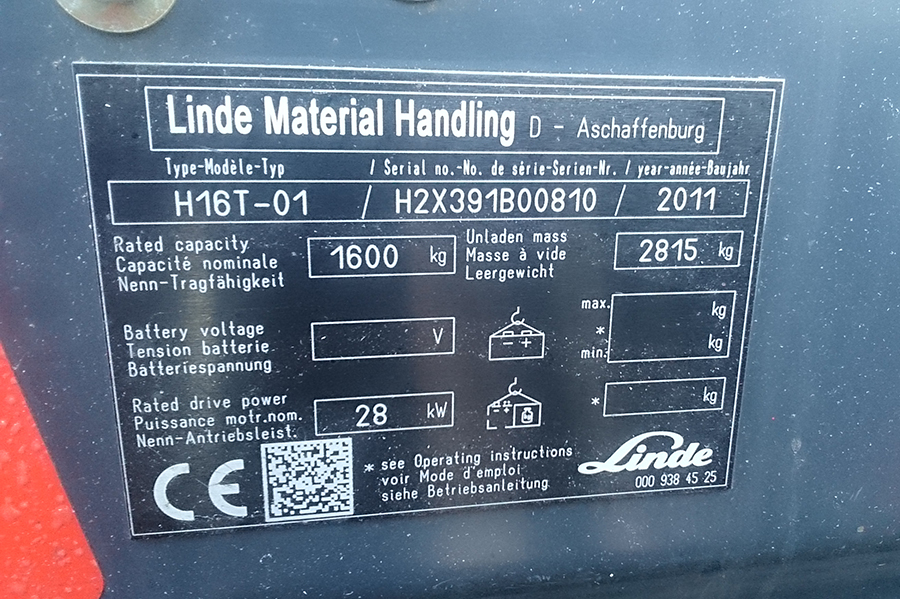 Linde Material Handling D - Aschaffenburg
Type-Modèle-Typ / Serial no.-No. de série-Serien-Nr. / year-année-Baujahr
H16T-01 / H2X391B00810 / 2011
Rated capacity
Capacité nominale
Nenn-Tragfähigkeit
1600 kg
Unladen mass
Masse à vide
Leergewicht
2815 kg
Battery voltage
Tension batterie
Batteriespannung
V
- +
max. kg
*
min. kg
Rated drive power
Puissance motr.nom.
Nenn-Antriebsleist.
28 kW
- +
kg
* kg
CE
* see Operating instructions
voir Mode d'emploi
siehe Betriebsanleitung
Linde
000 938 45 25